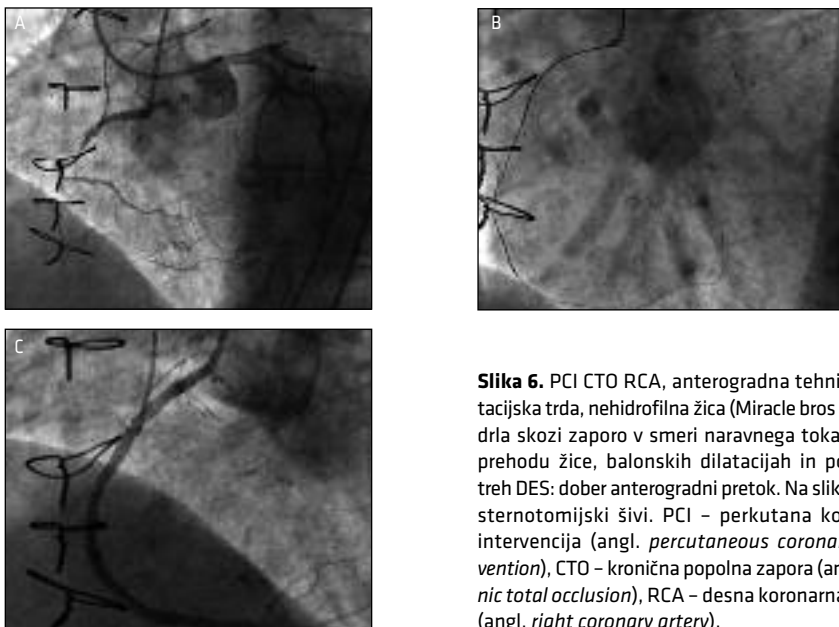 A
B
C
Slika 6. PCI CTO RCA, anterogradna tehni
tacijska trda, nehidrofilna žica (Miracle bros
drla skozi zaporo v smeri naravnega toka
prehodu žice, balonskih dilatacijah in po
treh DES: dober anterogradni pretok. Na slik
sternotomijski šivi. PCI – perkutana ko
intervencija (angl. percutaneous corona
vention), CTO – kronična popolna zapora (an
nic total occlusion), RCA – desna koronarna
(angl. right coronary artery).